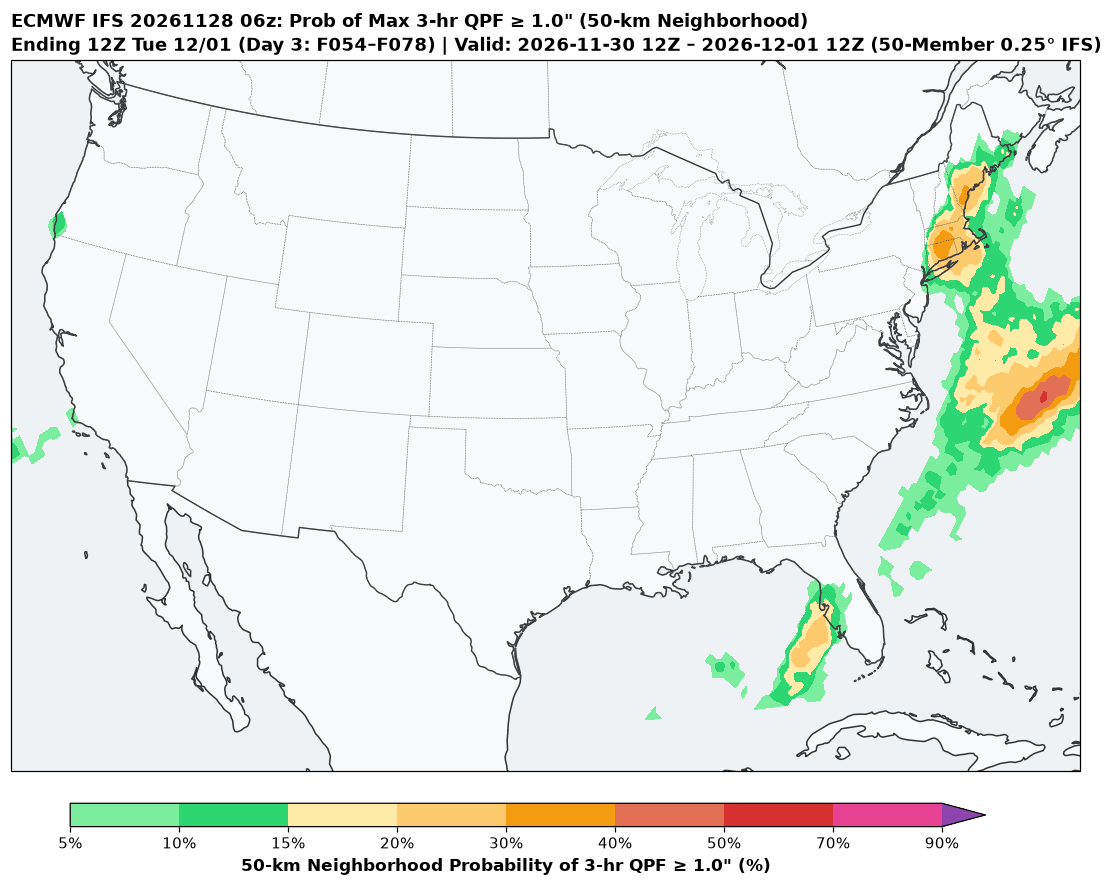 ECMWF IFS 20261128 06z: Prob of Max 3-hr QPF ≥ 1.0" (50-km Neighborhood)
Ending 12Z Tue 12/01 (Day 3: F054–F078) | Valid: 2026-11-30 12Z – 2026-12-01 12Z (50-Member 0.25° IFS)
5% 10% 15% 20% 30% 40% 50% 70% 90%
50-km Neighborhood Probability of 3-hr QPF ≥ 1.0" (%)